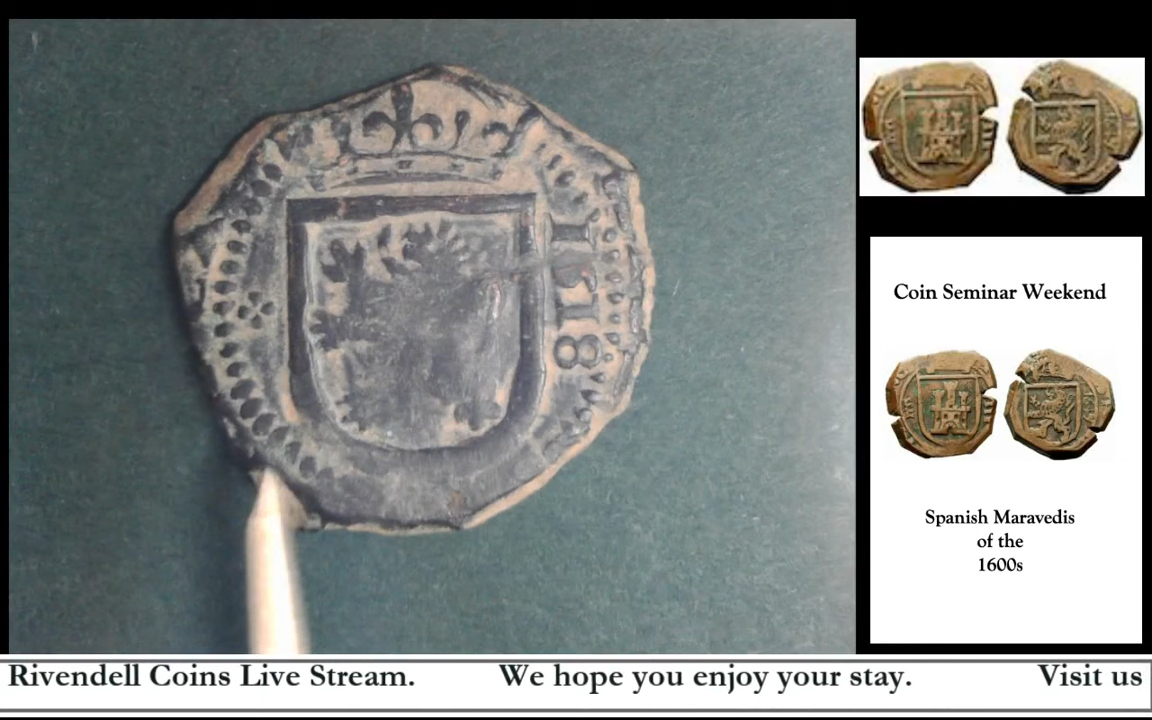 1618
Coin Seminar Weekend
Spanish Maravedis
of the
1600s
Rivendell Coins Live Stream. We hope you enjoy your stay. Visit us